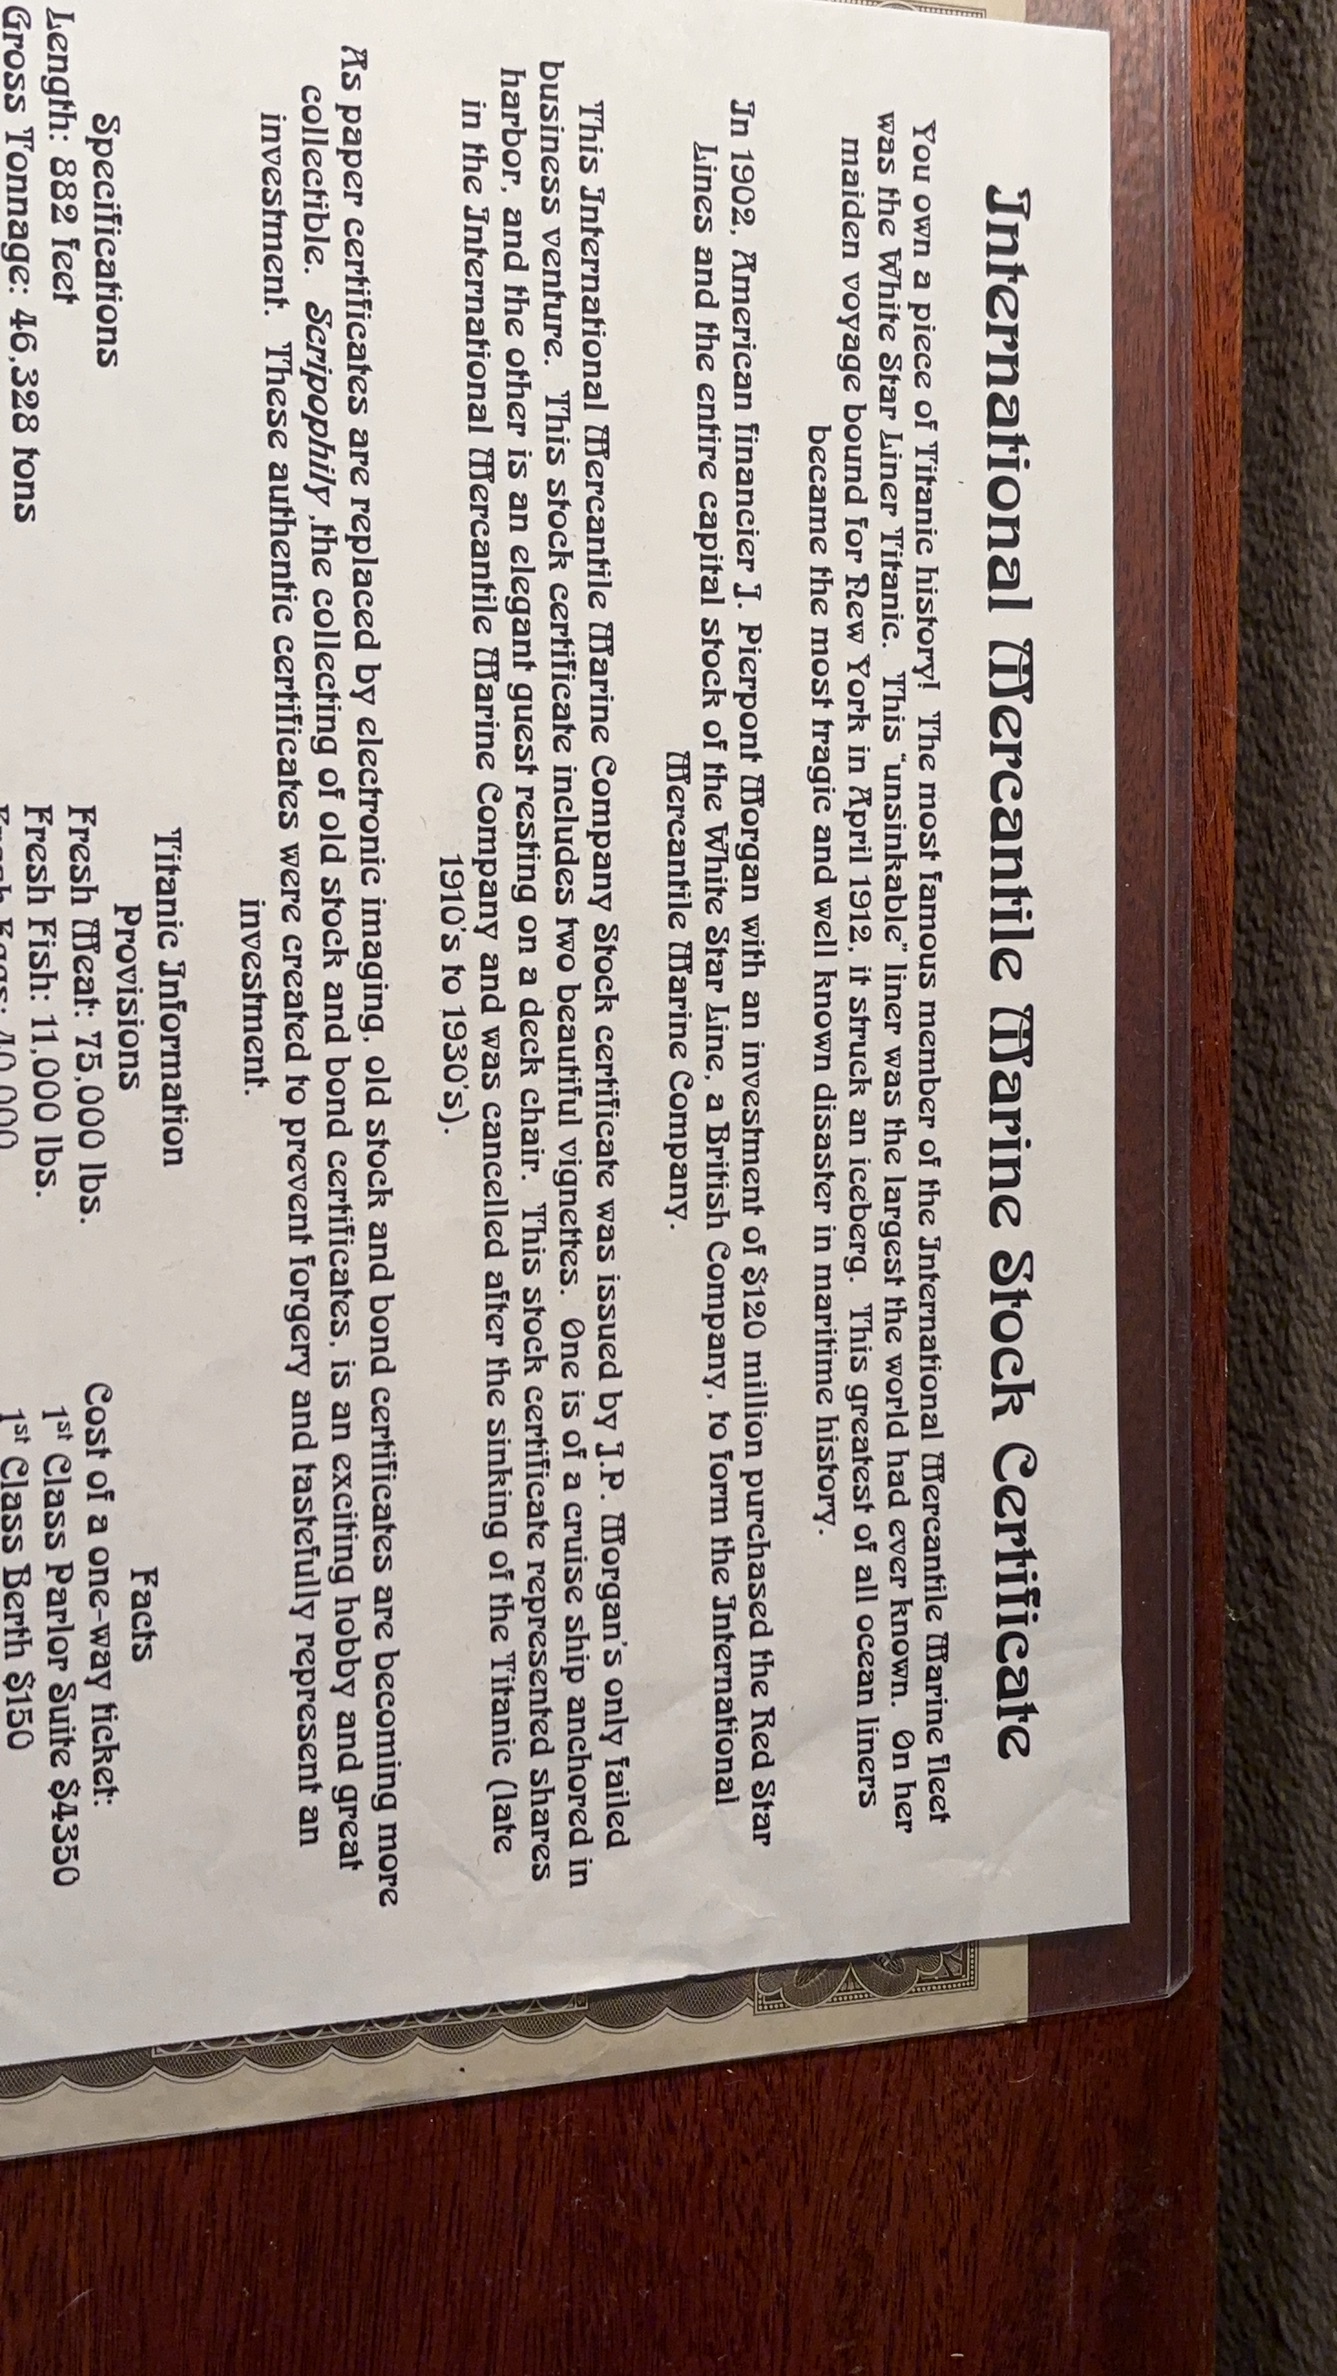 International Mercantile Marine Stock Certificate
You own a piece of Titanic history!  The most famous member of the International Mercantile Marine fleet
was the White Star Liner Titanic.  This "unsinkable" liner was the largest the world had ever known.  On her
maiden voyage bound for New York in April 1912, it struck an iceberg.  This greatest of all ocean liners
became the most tragic and well known disaster in maritime history.
In 1902, American financier J. Pierpont Morgan with an investment of $120 million purchased the Red Star
Lines and the entire capital stock of the White Star Line, a British Company, to form the International
Mercantile Marine Company.
This International Mercantile Marine Company Stock certificate was issued by J.P. Morgan's only failed
business venture.  This stock certificate includes two beautiful vignettes.  One is of a cruise ship anchored in
harbor, and the other is an elegant guest resting on a deck chair.  This stock certificate represented shares
in the International Mercantile Marine Company and was cancelled after the sinking of the Titanic (late
1910's to 1930's).
As paper certificates are replaced by electronic imaging, old stock and bond certificates are becoming more
collectible.  Scripophily ,the collecting of old stock and bond certificates, is an exciting hobby and great
investment.  These authentic certificates were created to prevent forgery and tastefully represent an
investment.
Titanic Information
Specifications
Length: 882 feet
Gross Tonnage: 46,328 tons
Provisions
Fresh Meat: 75,000 lbs.
Fresh Fish: 11,000 lbs.
Facts
Cost of a one-way ticket:
1st Class Parlor Suite $4350
1st Class Berth $150